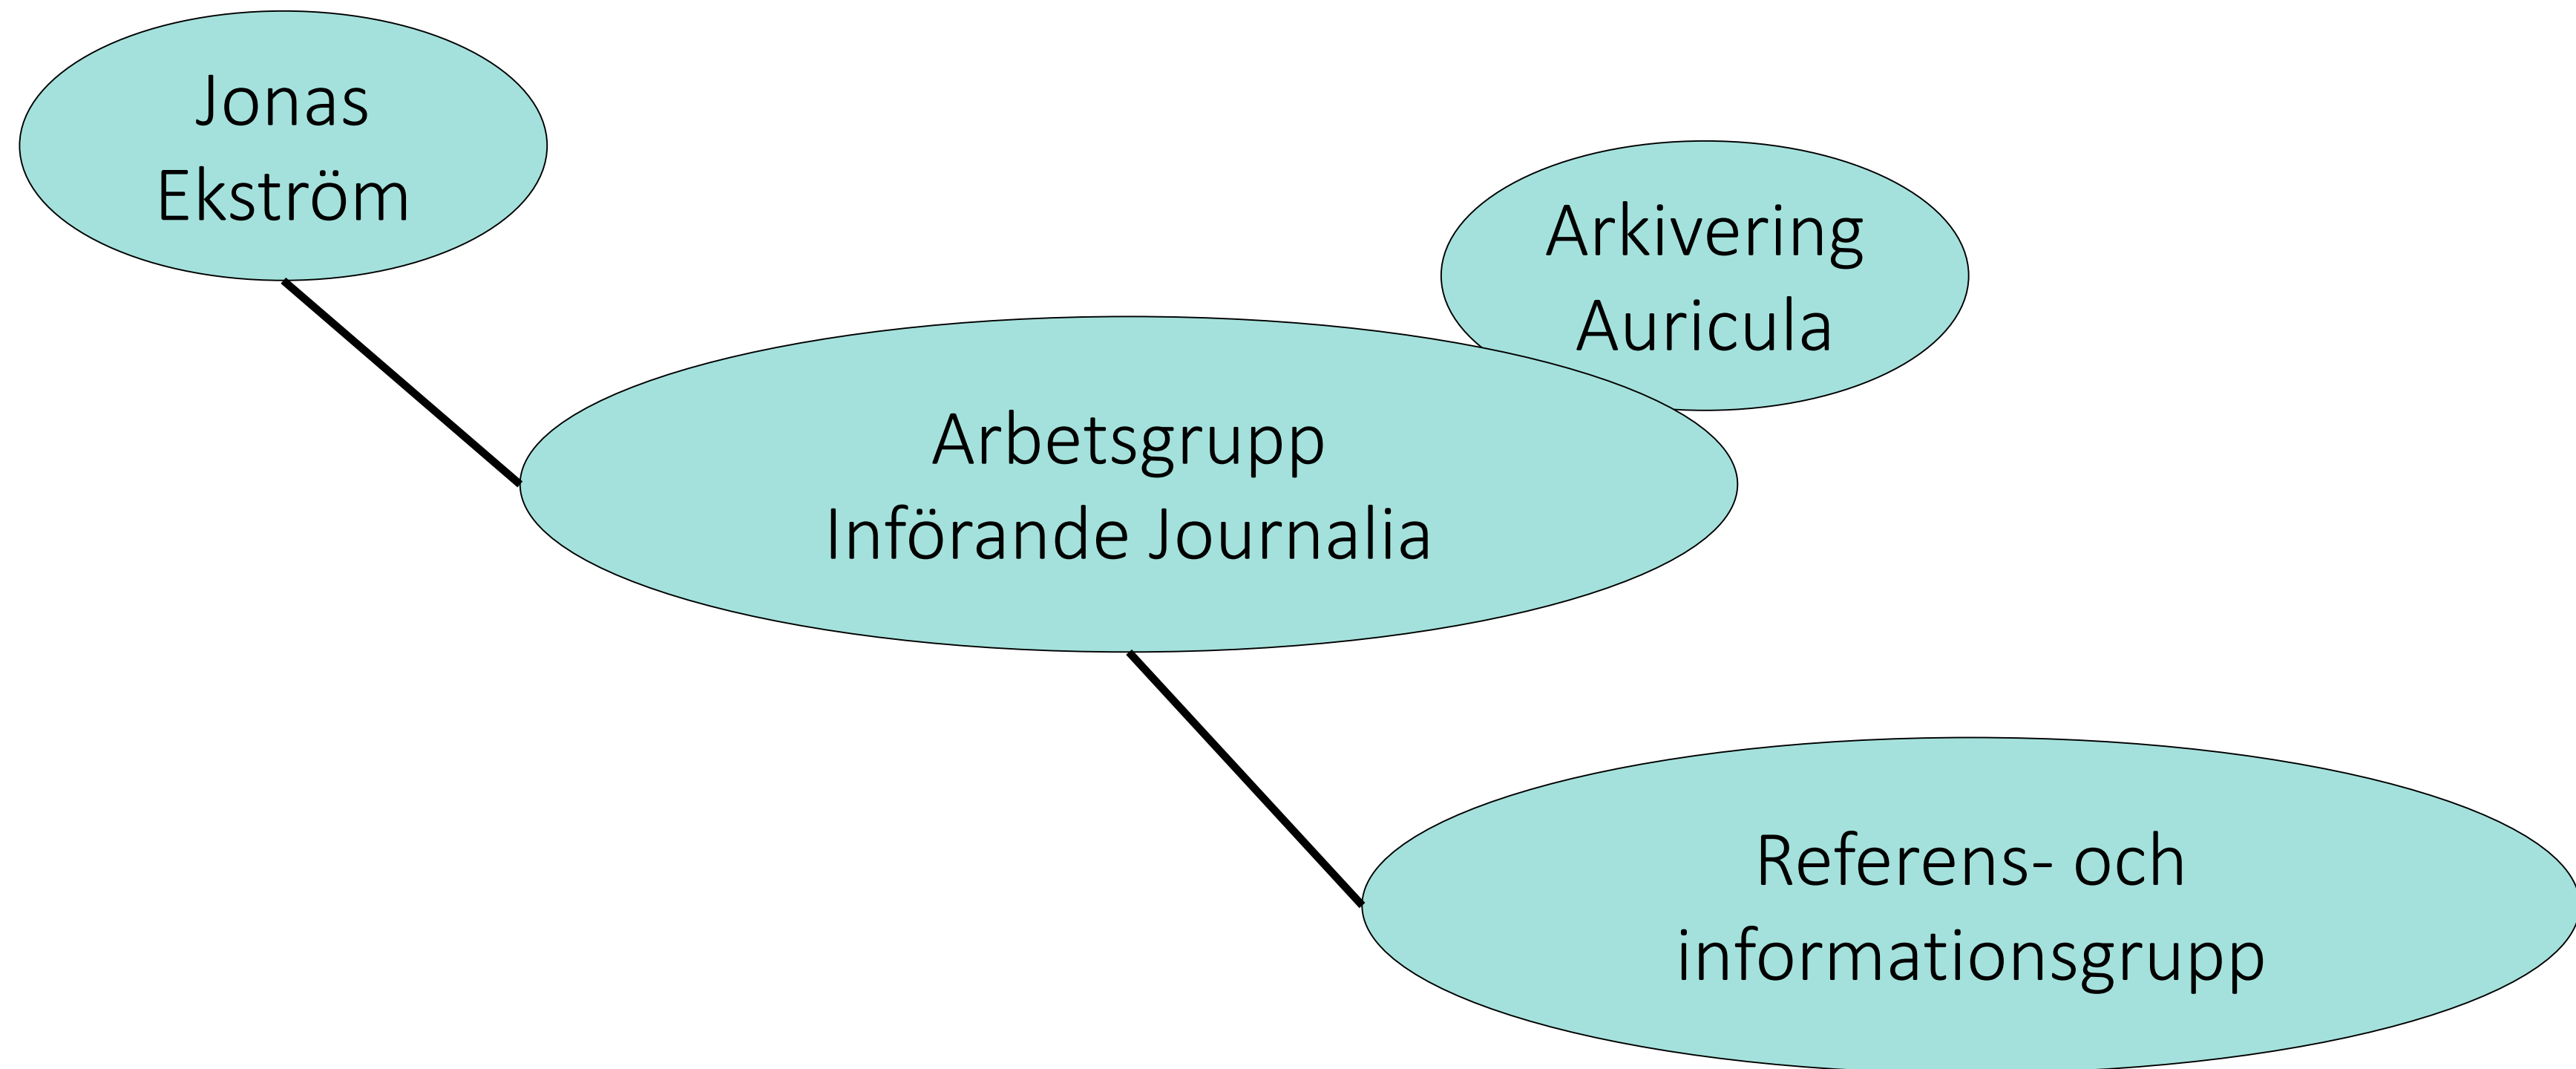 Jonas
Ekström
Arkivering
Auricula
Arbetsgrupp
Införande Journalia
Referens- och
informationsgrupp